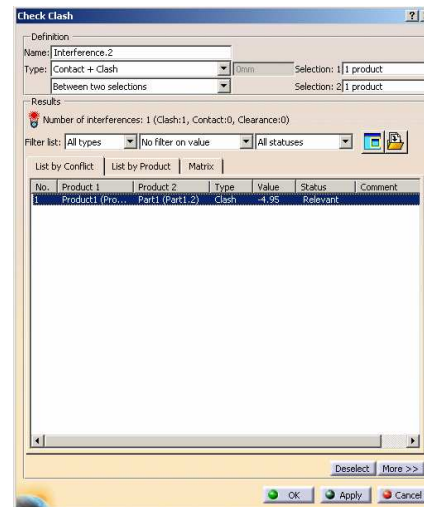 Check Clash ?
Definition
Name: Interference.2
Type: Contact + Clash 0mm Selection: 1 1 product
Between two selections Selection: 2 1 product
Results
Number of interferences: 1 (Clash:1, Contact:0, Clearance:0)
Filter list: All types No filter on value All statuses
List by Conflict List by Product Matrix
No. Product 1 Product 2 Type Value Status Comment
1 Product1 (Pro... Part1 (Part1.2) Clash -4.95 Relevant
Deselect More >>
OK Apply Cancel